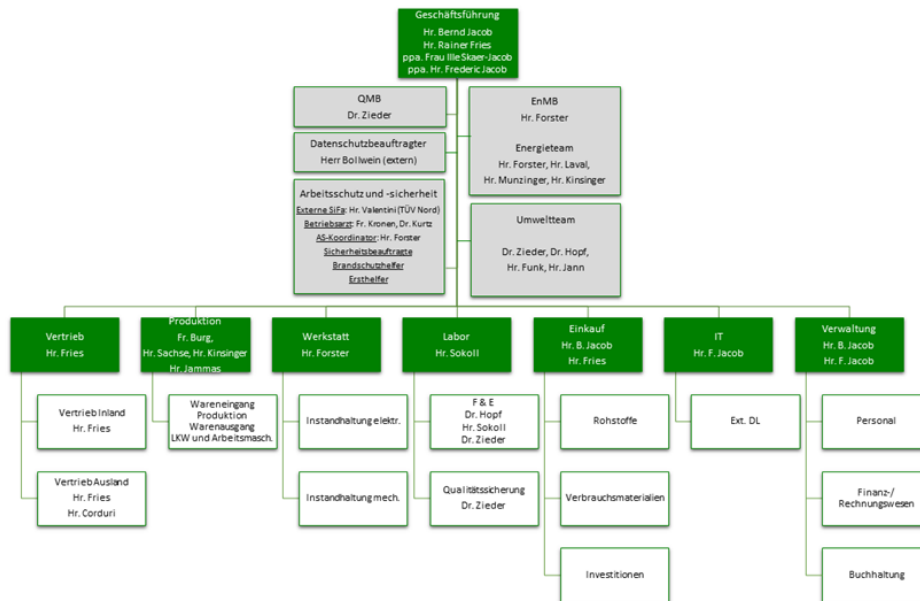 Geschäftsführung
Hr. Bernd Jacob
Hr. Rainer Fries
ppa. Frau Ille Skaer-Jacob
ppa. Hr. Frederic Jacob
QMB
Dr. Zieder
Datenschutzbeauftragter
Herr Bollwein (extern)
Arbeitsschutz und -sicherheit
Externe SiFa: Hr. Valentini (TÜV Nord)
Betriebsarzt: Fr. Kronen, Dr. Kurtz
AS-Koordinator: Hr. Forster
Sicherheitsbeauftragte
Brandschutzhelfer
Ersthelfer
EnMB
Hr. Forster
Energieteam
Hr. Forster, Hr. Laval,
Hr. Munzinger, Hr. Kinsinger
Umweltteam
Dr. Zieder, Dr. Hopf,
Hr. Funk, Hr. Jann
Vertrieb
Hr. Fries
Vertrieb Inland
Hr. Fries
Vertrieb Ausland
Hr. Fries
Hr. Corduri
Produktion
Fr. Burg,
Hr. Sachse, Hr. Kinsinger
Hr. Jammas
Wareneingang
Produktion
Warenausgang
LKW und Arbeitsmasch.
Werkstatt
Hr. Forster
Instandhaltung elektr.
Instandhaltung mech.
Labor
Hr. Sokoll
F & E
Dr. Hopf
Hr. Sokoll
Dr. Zieder
Qualitätssicherung
Dr. Zieder
Einkauf
Hr. B. Jacob
Hr. Fries
Rohstoffe
Verbrauchsmaterialien
Investitionen
IT
Hr. F. Jacob
Ext. DL
Verwaltung
Hr. B. Jacob
Hr. F. Jacob
Personal
Finanz-/
Rechnungswesen
Buchhaltung